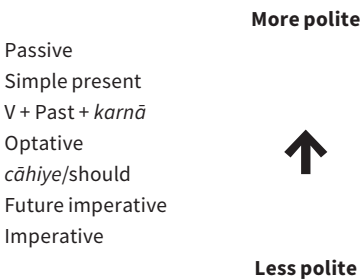 More polite
Passive
Simple present
V + Past + karnā
Optative
cāhiye/should
Future imperative
Imperative
Less polite